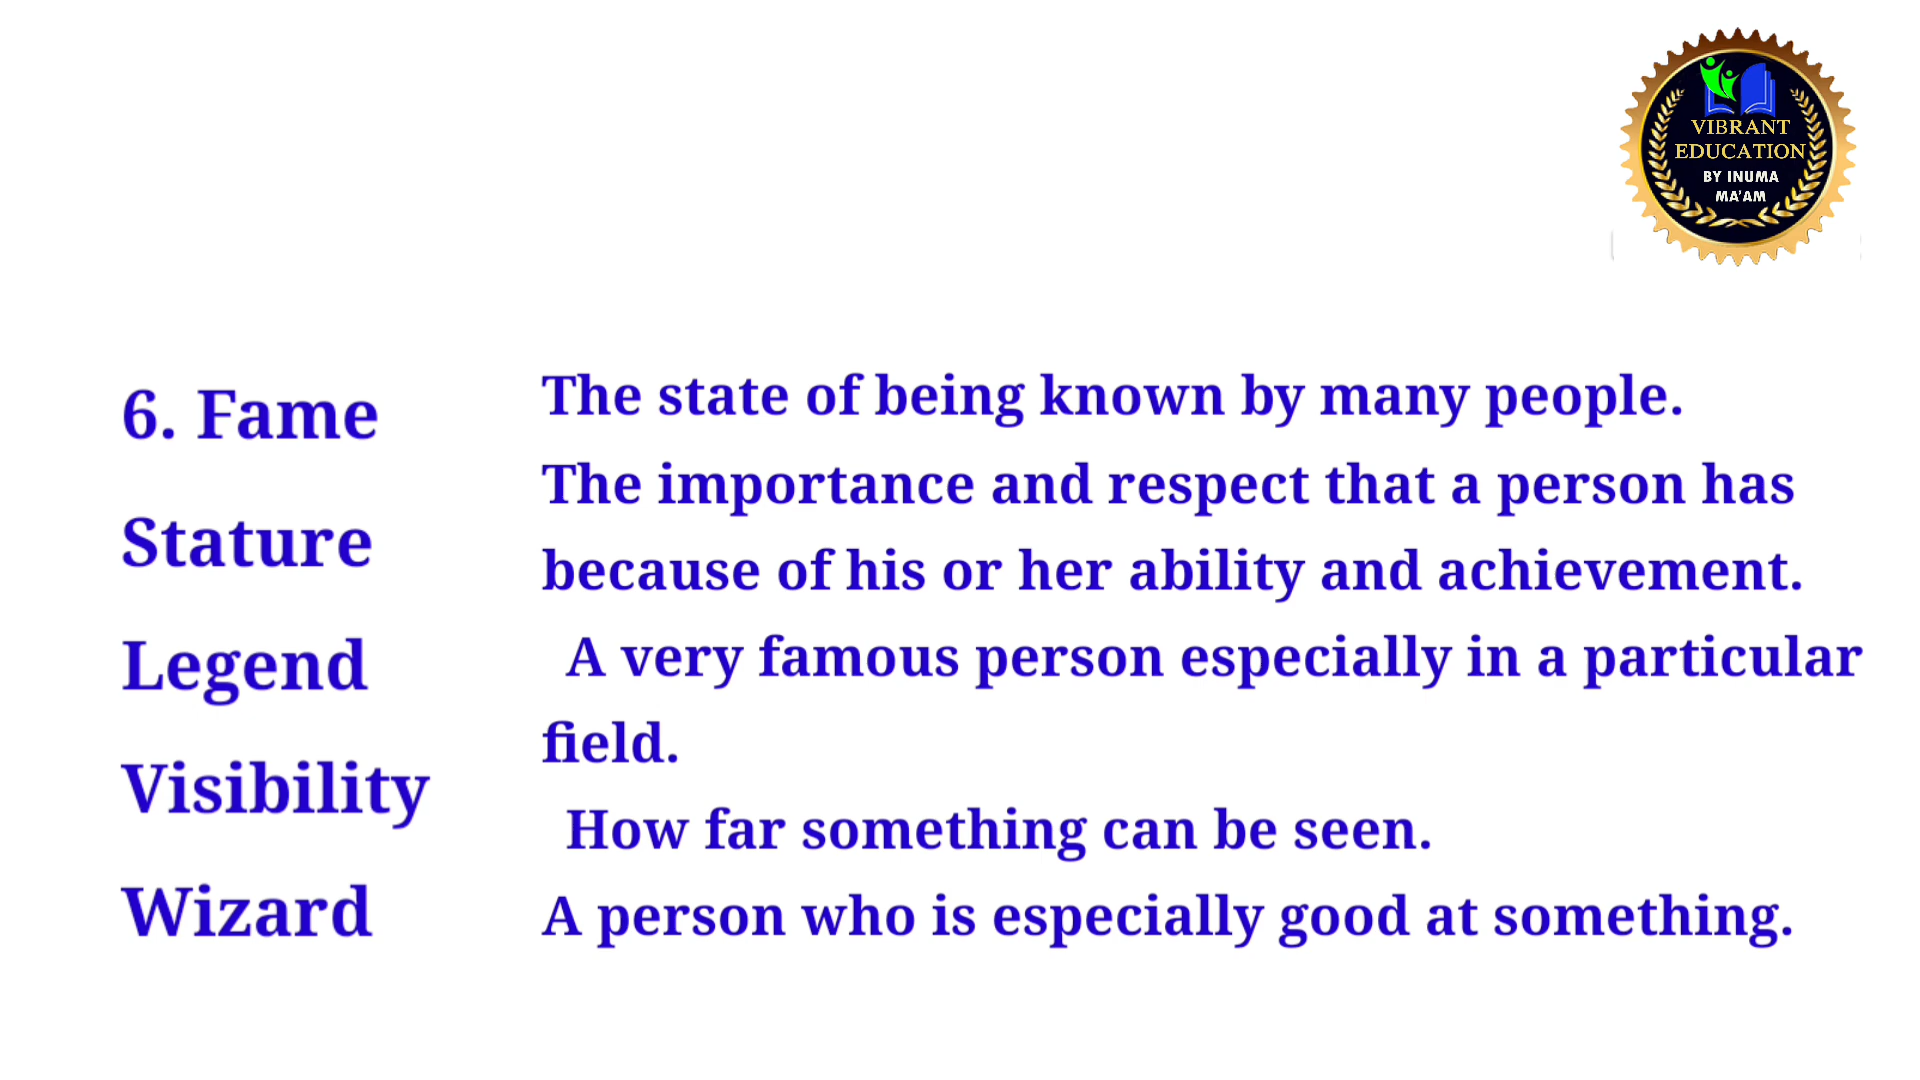 VIBRANT
EDUCATION
BY INUMA
MA'AM
6. Fame
Stature
Legend
Visibility
Wizard
The state of being known by many people.
The importance and respect that a person has
because of his or her ability and achievement.
A very famous person especially in a particular
field.
How far something can be seen.
A person who is especially good at something.